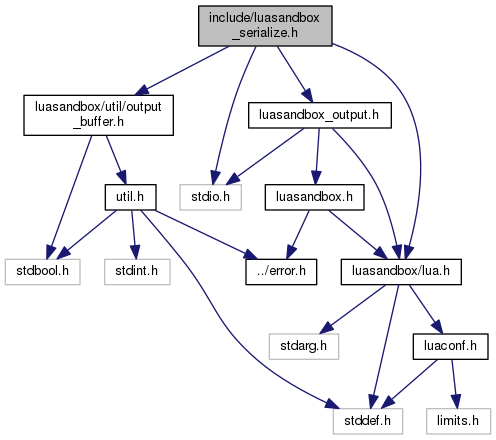 include/luasandbox
_serialize.h
luasandbox/util/output
_buffer.h
luasandbox_output.h
util.h
stdio.h
luasandbox.h
stdbool.h
stdint.h
../error.h
luasandbox/lua.h
stdarg.h
luaconf.h
stddef.h
limits.h